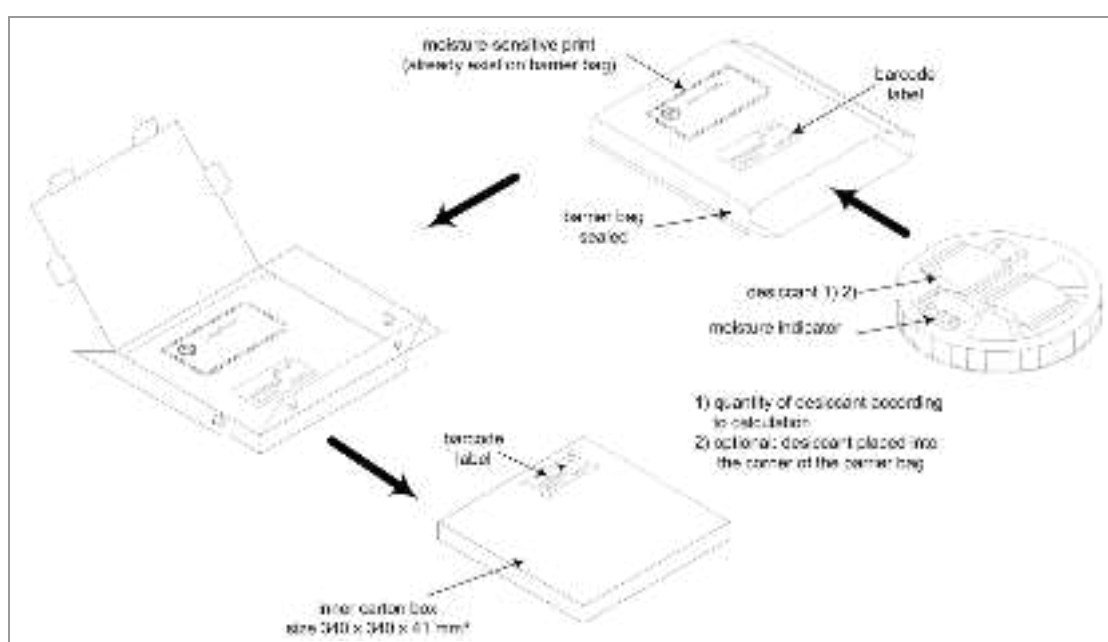 moisture-sensitive print
(already exist on barrier bag)
barcode
label
barrier bag
sealed
desiccant 1) 2)
moisture indicator
1) quantity of desiccant according
to calculation
2) optional: desiccant placed into
the corner of the barrier bag
barcode
label
inner carton box
size 340 x 340 x 41 mm³